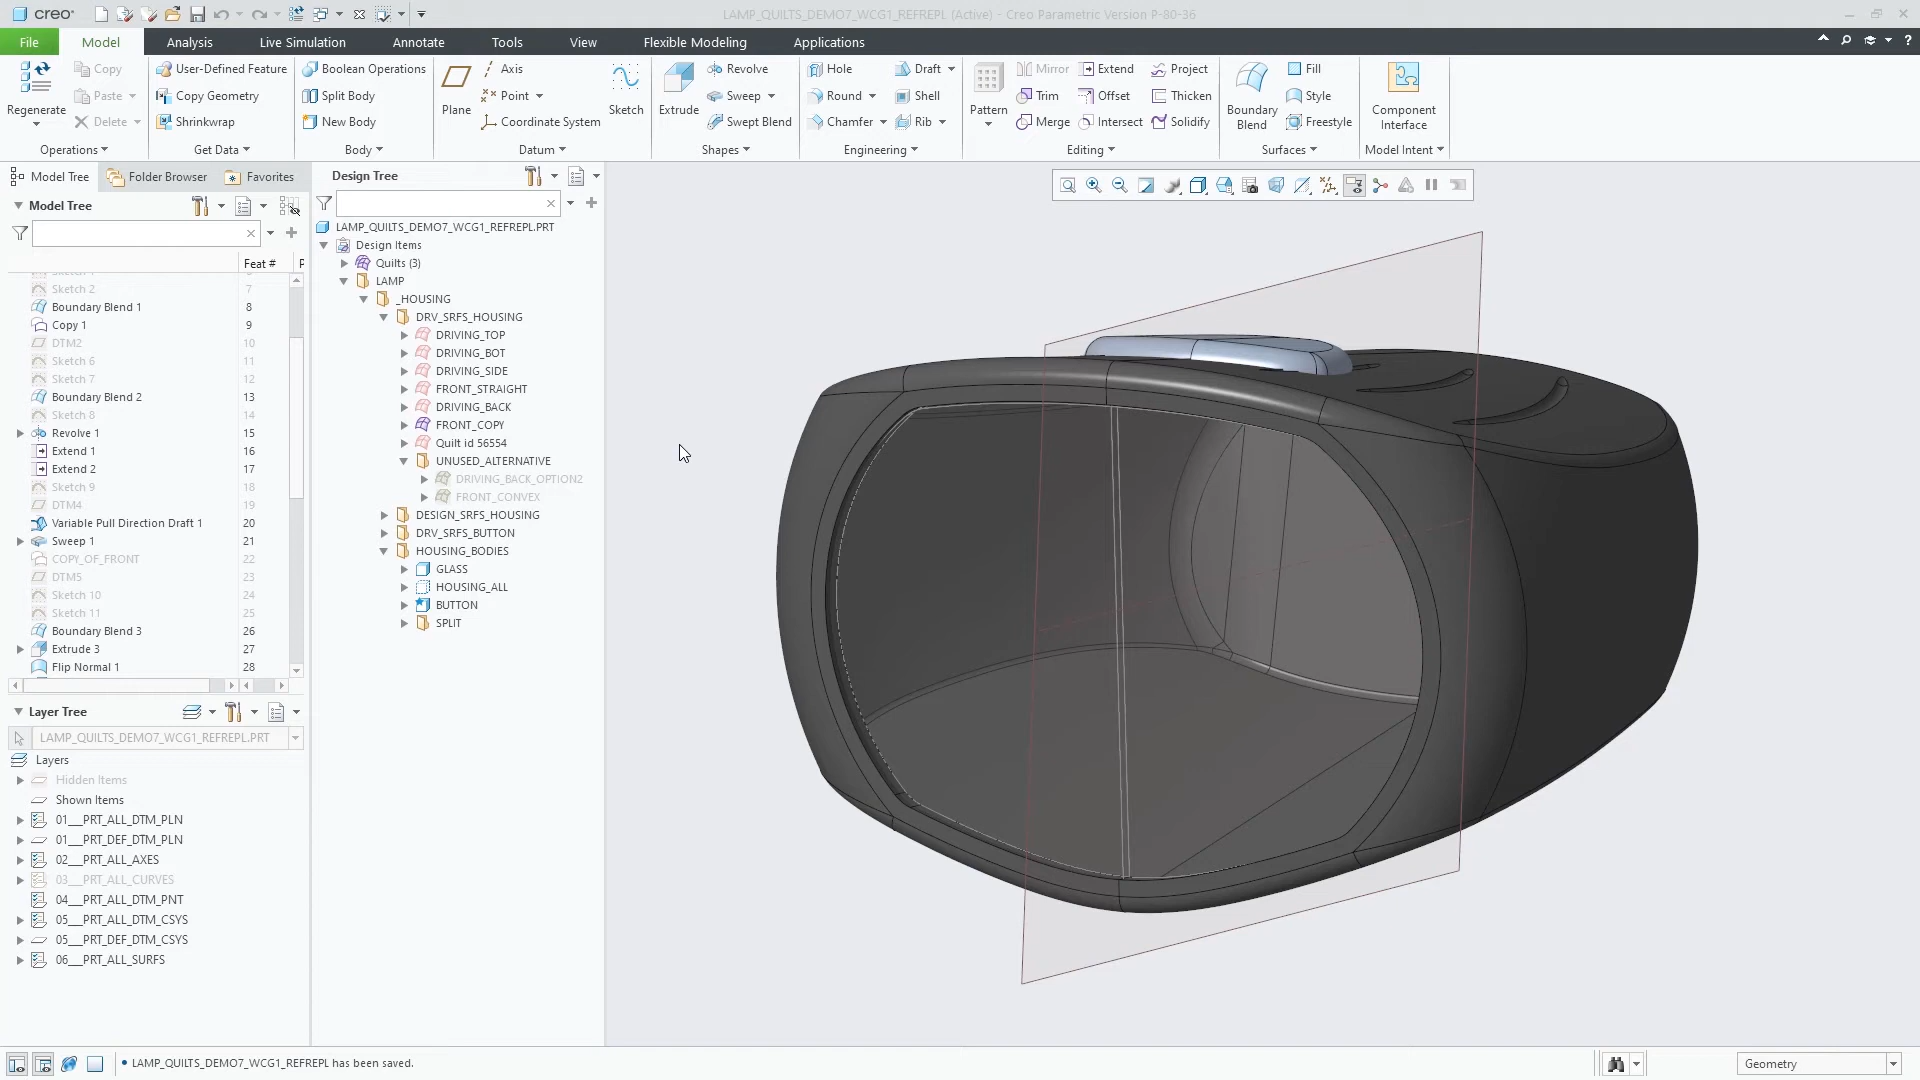 creo
LAMP_QUILTS_DEMO7_WCG1_REFREPL (Active) - Creo Parametric Version P-80-36
File Model Analysis Live Simulation Annotate Tools View Flexible Modeling Applications
Regenerate
Copy
Paste
Delete
Operations
User-Defined Feature
Copy Geometry
Shrinkwrap
Get Data
Boolean Operations
Split Body
New Body
Body
Plane
Axis
Point
Coordinate System
Sketch
Datum
Extrude
Revolve
Sweep
Swept Blend
Shapes
Hole
Round
Chamfer
Draft
Shell
Rib
Engineering
Pattern
Mirror
Trim
Merge
Extend
Offset
Intersect
Project
Thicken
Solidify
Editing
Boundary Blend
Fill
Style
Freestyle
Surfaces
Component Interface
Model Intent
Model Tree Folder Browser Favorites
Model Tree
Feat # P
Sketch 2 7
Boundary Blend 1 8
Copy 1 9
DTM2 10
Sketch 6 11
Sketch 7 12
Boundary Blend 2 13
Sketch 8 14
Revolve 1 15
Extend 1 16
Extend 2 17
Sketch 9 18
DTM4 19
Variable Pull Direction Draft 1 20
Sweep 1 21
COPY_OF_FRONT 22
DTM5 23
Sketch 10 24
Sketch 11 25
Boundary Blend 3 26
Extrude 3 27
Flip Normal 1 28
Layer Tree
LAMP_QUILTS_DEMO7_WCG1_REFREPL.PRT
Layers
Hidden Items
Shown Items
01___PRT_ALL_DTM_PLN
01___PRT_DEF_DTM_PLN
02___PRT_ALL_AXES
03___PRT_ALL_CURVES
04___PRT_ALL_DTM_PNT
05___PRT_ALL_DTM_CSYS
05___PRT_DEF_DTM_CSYS
06___PRT_ALL_SURFS
Design Tree
LAMP_QUILTS_DEMO7_WCG1_REFREPL.PRT
Design Items
Quilts (3)
LAMP
_HOUSING
DRV_SRFS_HOUSING
DRIVING_TOP
DRIVING_BOT
DRIVING_SIDE
FRONT_STRAIGHT
DRIVING_BACK
FRONT_COPY
Quilt id 56554
UNUSED_ALTERNATIVE
DRIVING_BACK_OPTION2
FRONT_CONVEX
DESIGN_SRFS_HOUSING
DRV_SRFS_BUTTON
HOUSING_BODIES
GLASS
HOUSING_ALL
BUTTON
SPLIT
• LAMP_QUILTS_DEMO7_WCG1_REFREPL has been saved.
Geometry